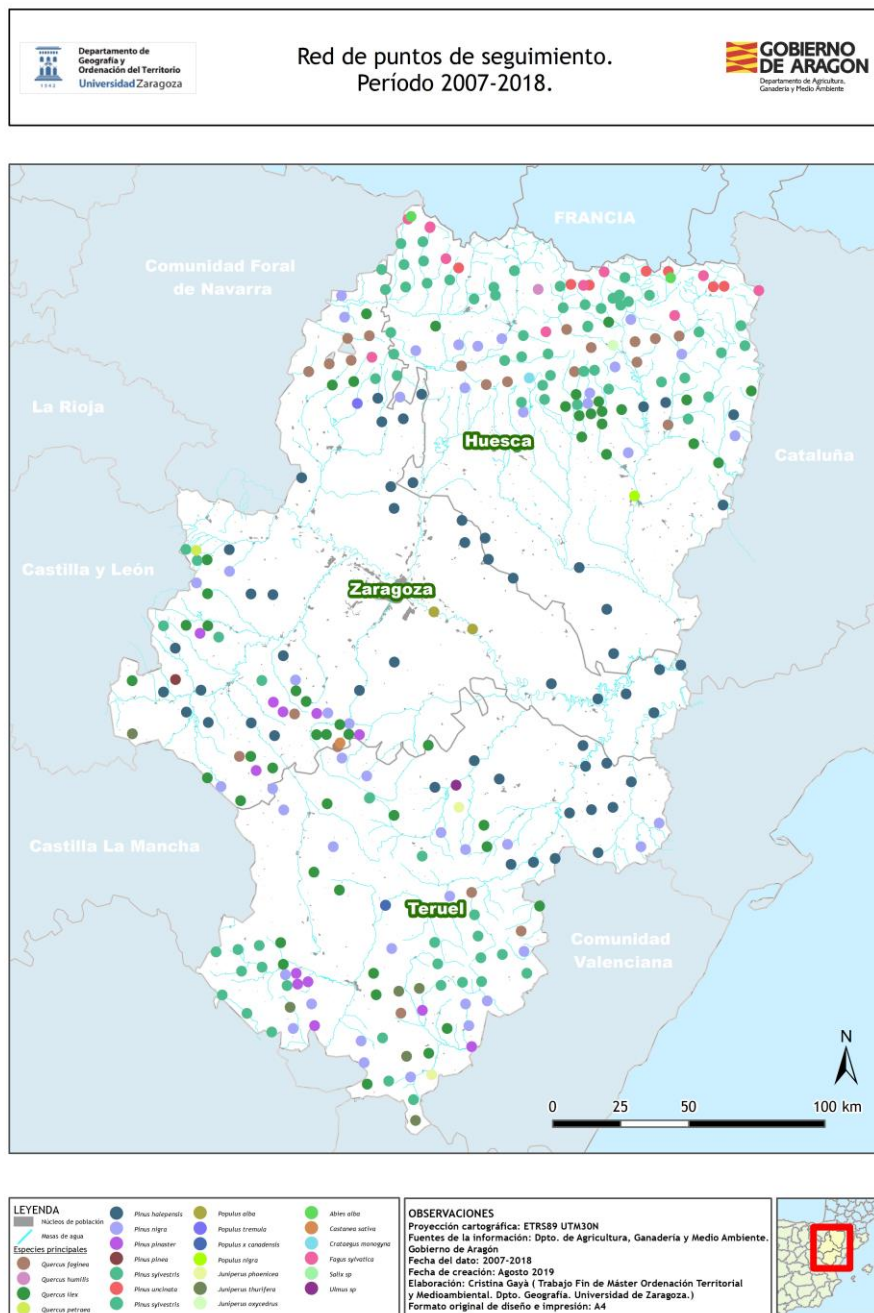 Departamento de
Geografía y
Ordenación del Territorio
Universidad Zaragoza
1542
Red de puntos de seguimiento.
Período 2007-2018.
GOBIERNO
DE ARAGON
Departamento de Agricultura,
Ganadería y Medio Ambiente
FRANCIA
Comunidad Foral
de Navarra
La Rioja
Huesca
Cataluña
Castilla y León
Zaragoza
Castilla La Mancha
Teruel
Comunidad
Valenciana
N
0 25 50 100 km
LEYENDA
Núcleos de población
Masas de agua
Especies principales
Quercus faginea
Quercus humilis
Quercus ilex
Quercus petraea
Pinus halepensis
Pinus nigra
Pinus pinaster
Pinus pinea
Pinus sylvestris
Pinus uncinata
Pinus sylvestris
Populus alba
Populus tremula
Populus x canadensis
Populus nigra
Juniperus phoenicea
Juniperus thurifera
Juniperus oxycedrus
Abies alba
Castanea sativa
Crataegus monogyna
Fagus sylvatica
Salix sp
Ulmus sp
OBSERVACIONES
Proyección cartográfica: ETRS89 UTM30N
Fuentes de la información: Dpto. de Agricultura, Ganadería y Medio Ambiente.
Gobierno de Aragón
Fecha del dato: 2007-2018
Fecha de creación: Agosto 2019
Elaboración: Cristina Gayà ( Trabajo Fin de Máster Ordenación Territorial
y Medioambiental. Dpto. Geografía. Universidad de Zaragoza.)
Formato original de diseño e impresión: A4